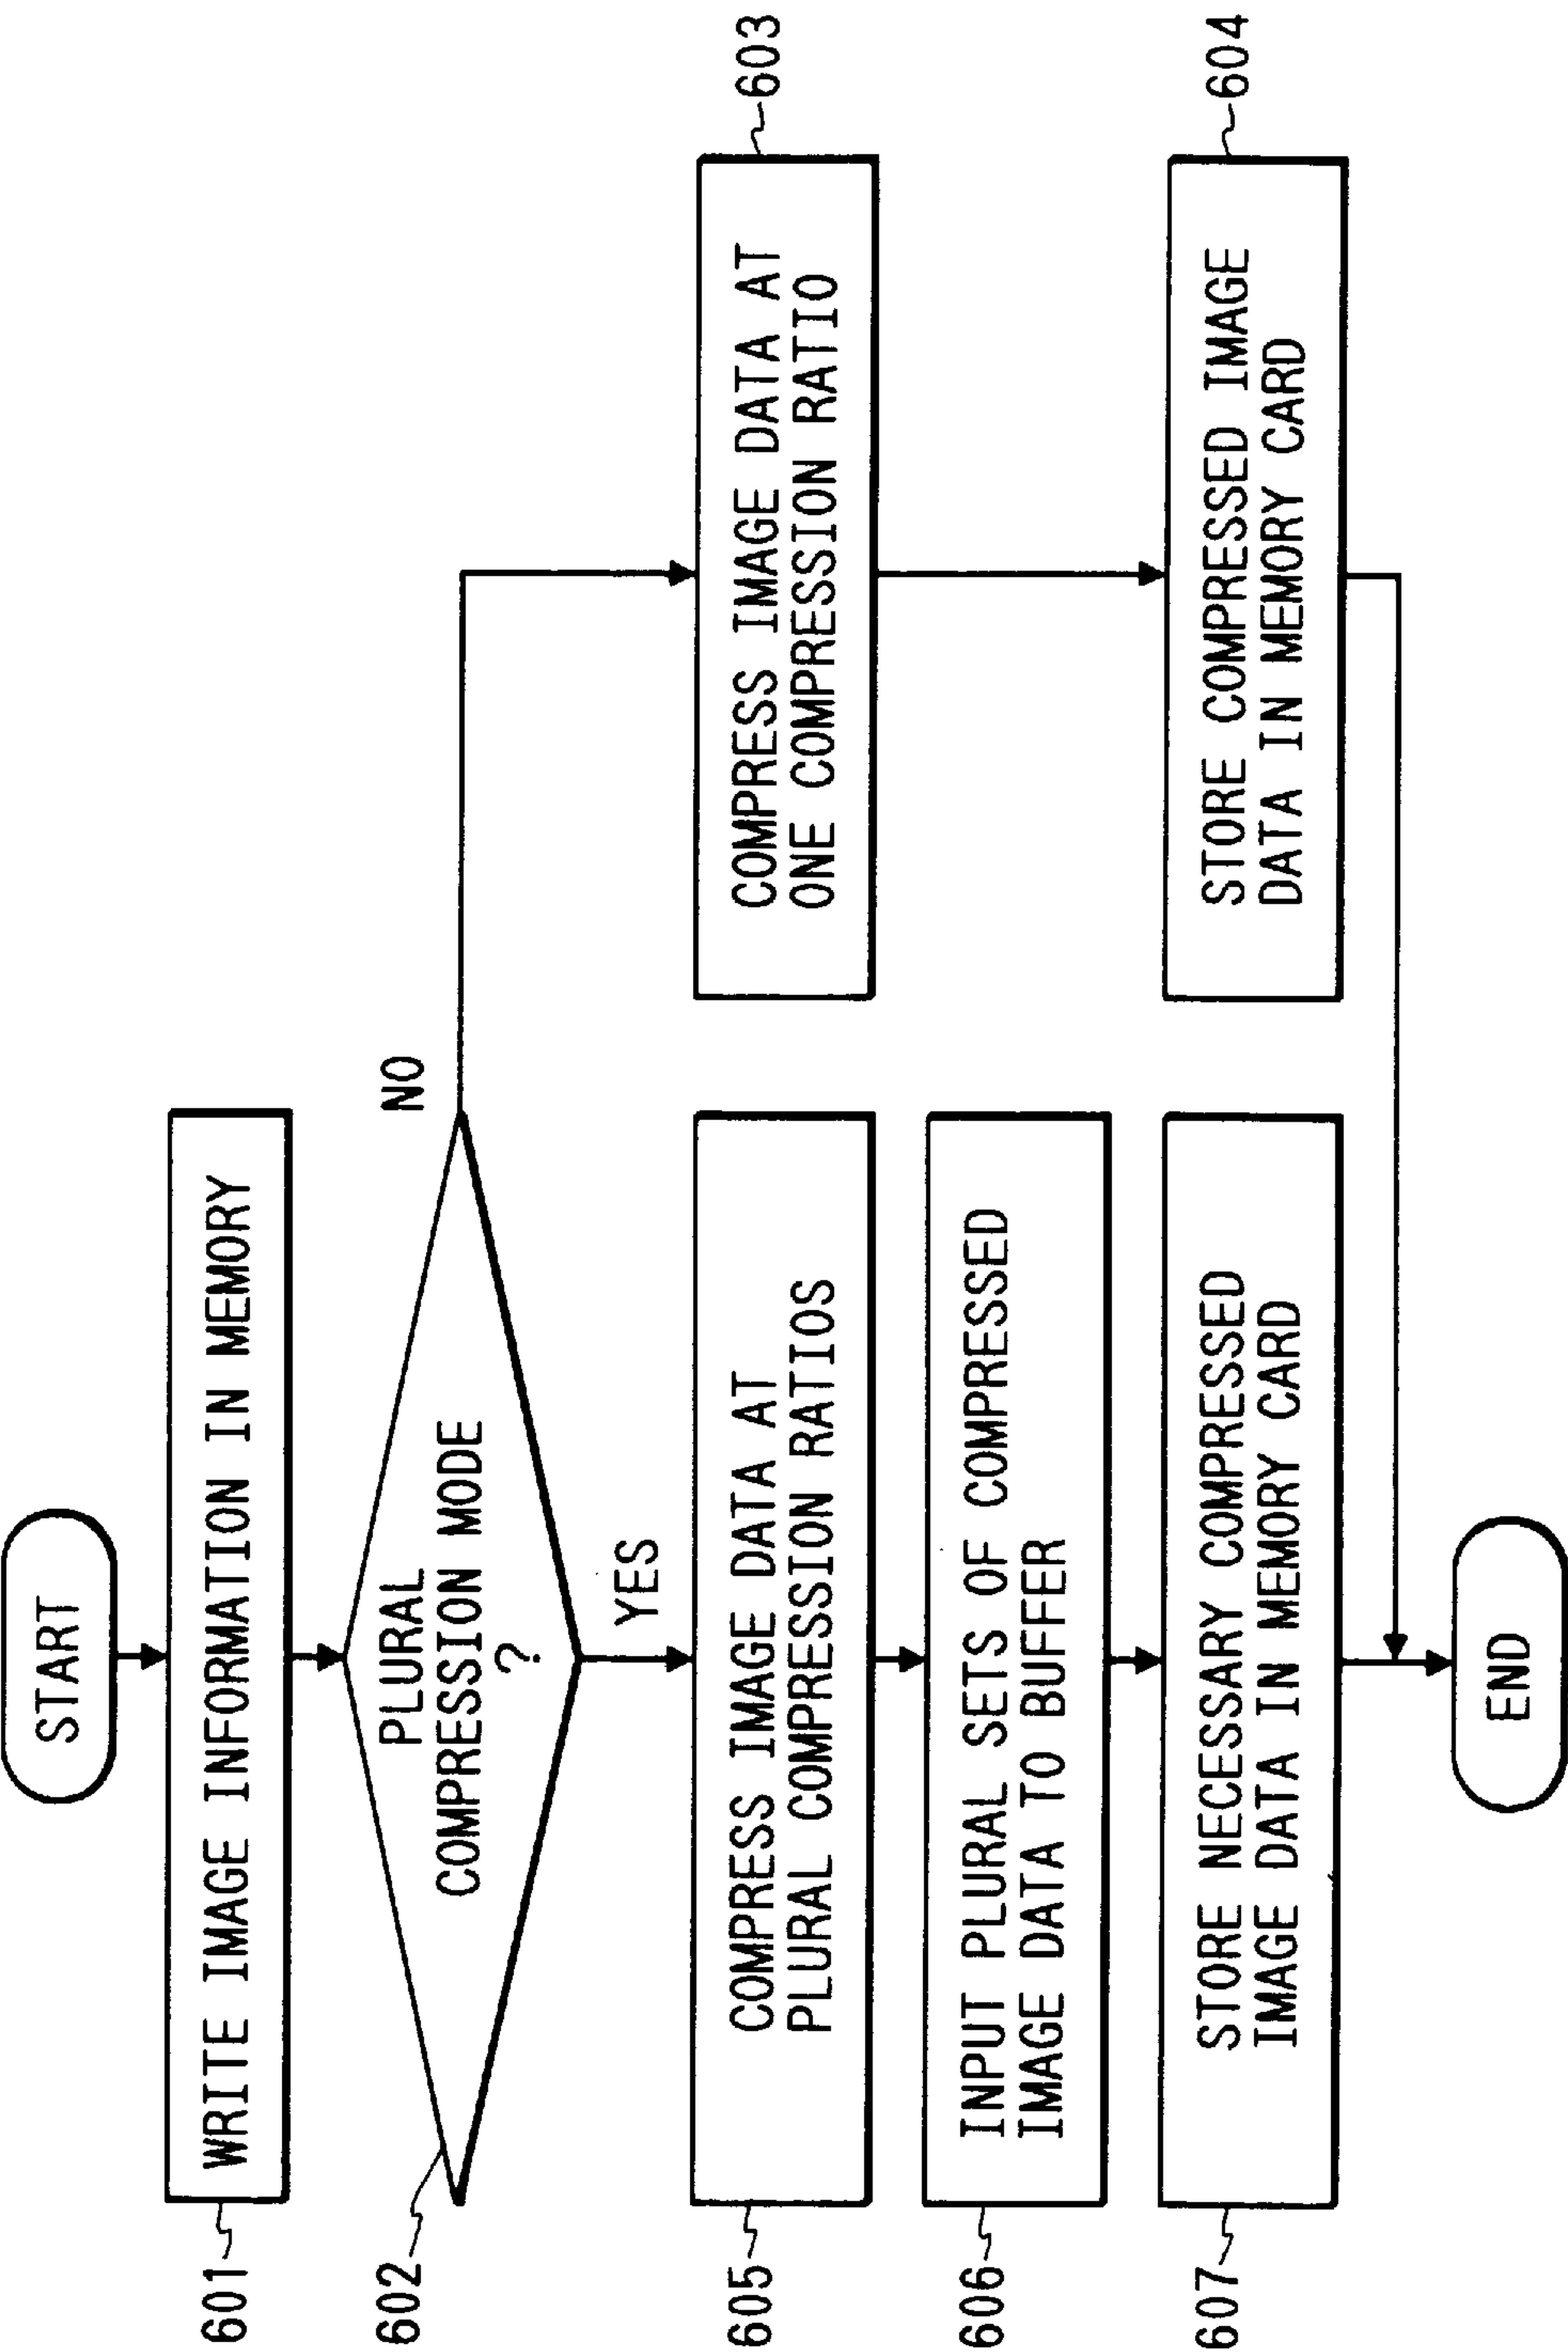 START
601
WRITE IMAGE INFORMATION IN MEMORY
602
PLURAL
COMPRESSION MODE
?
NO
YES
603
COMPRESS IMAGE DATA AT
ONE COMPRESSION RATIO
604
STORE COMPRESSED IMAGE
DATA IN MEMORY CARD
605
COMPRESS IMAGE DATA AT
PLURAL COMPRESSION RATIOS
606
INPUT PLURAL SETS OF COMPRESSED
IMAGE DATA TO BUFFER
607
STORE NECESSARY COMPRESSED
IMAGE DATA IN MEMORY CARD
END